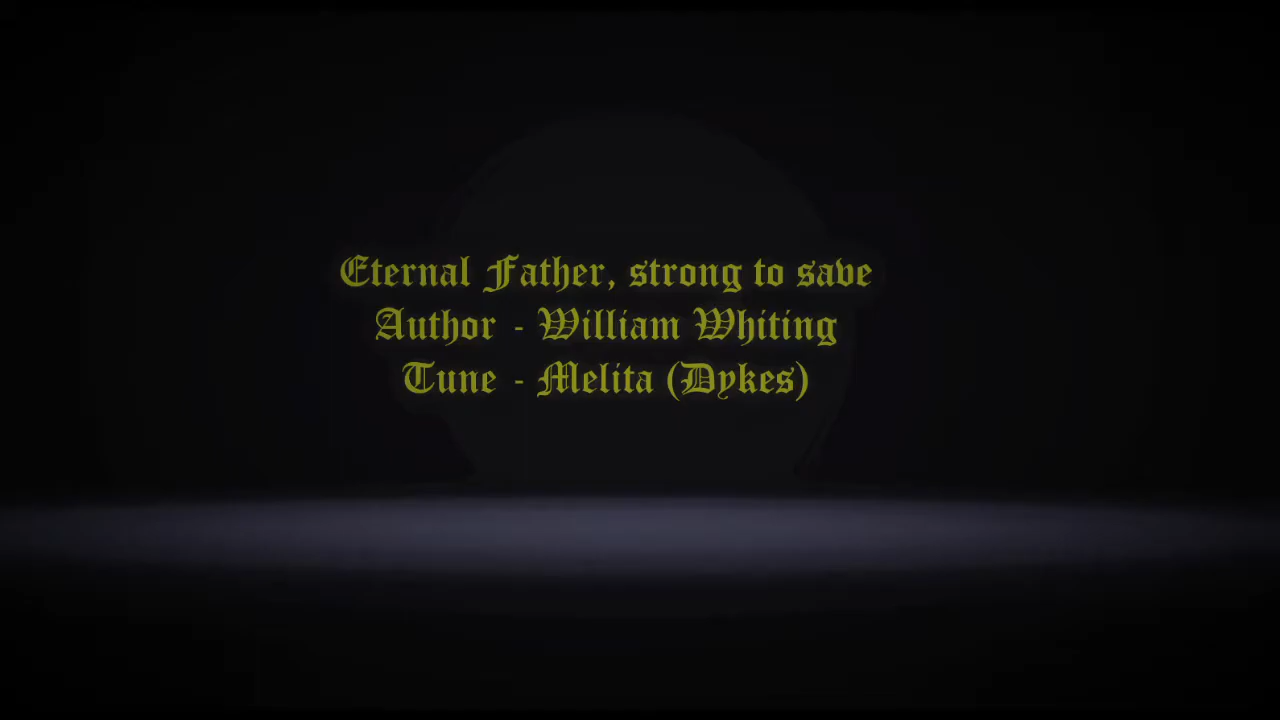 Eternal Father, strong to save
Author - William Whiting
Tune - Melita (Dykes)